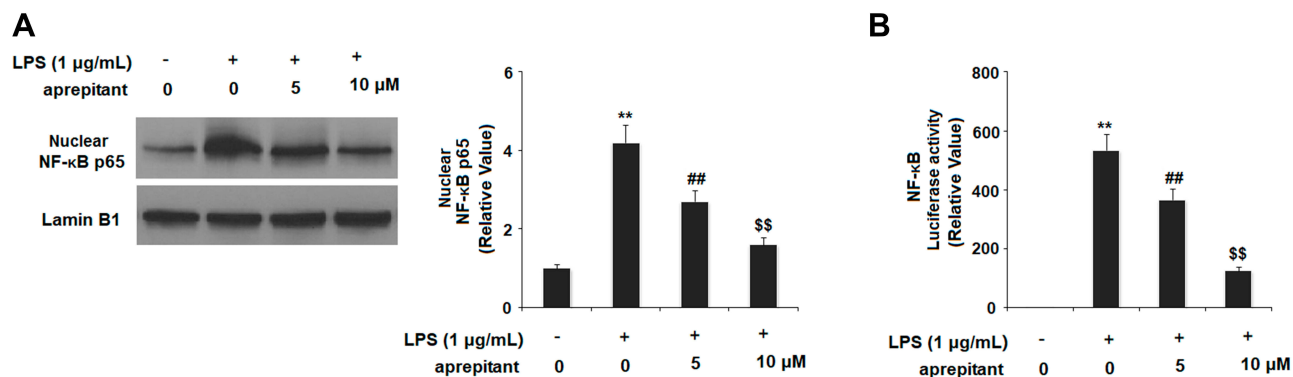 A
LPS (1 µg/mL) - + + +
aprepitant 0 0 5 10 µM
Nuclear
NF-κB p65
Lamin B1
Nuclear
NF-κB p65
(Relative Value)
6
4
2
0
**
##
$$
LPS (1 µg/mL) - + + +
aprepitant 0 0 5 10 µM
B
NF-κB
Luciferase activity
(Relative Value)
800
600
400
200
0
**
##
$$
LPS (1 µg/mL) - + + +
aprepitant 0 0 5 10 µM